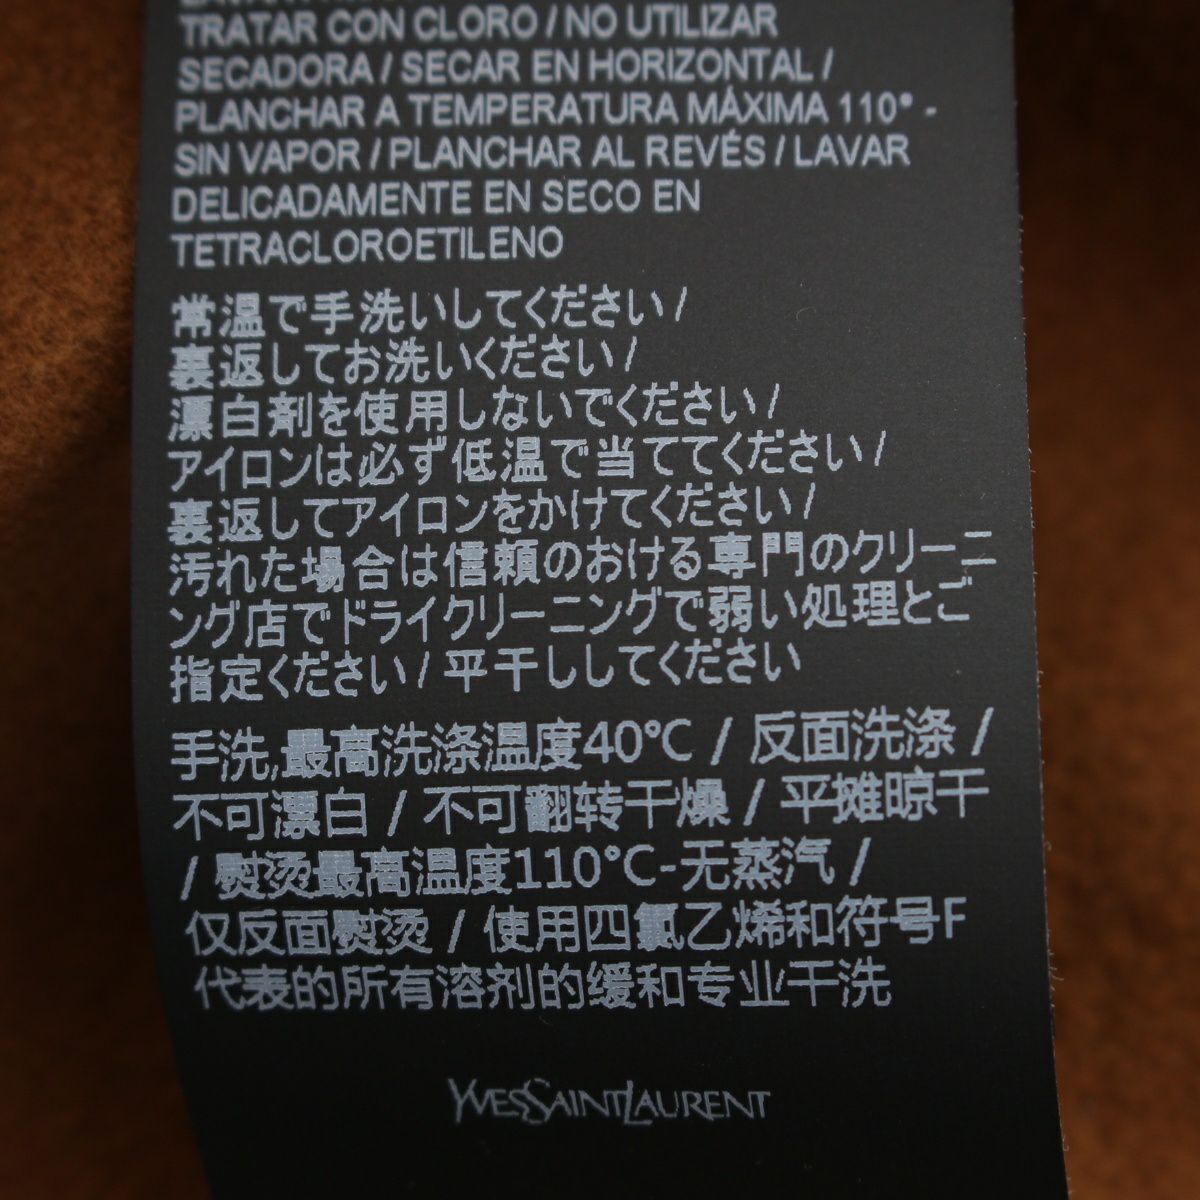 TRATAR CON CLORO / NO UTILIZAR
SECADORA / SECAR EN HORIZONTAL /
PLANCHAR A TEMPERATURA MÁXIMA 110° -
SIN VAPOR / PLANCHAR AL REVÉS / LAVAR
DELICADAMENTE EN SECO EN
TETRACLOROETILENO
常温で手洗いしてください/
裏返してお洗いください/
漂白剤を使用しないでください/
アイロンは必ず低温で当ててください/
裏返してアイロンをかけてください/
汚れた場合は信頼のおける専門のクリーニ
ング店でドライクリーニングで弱い処理とご
指定ください/ 平干ししてください
手洗,最高洗涤温度40°C / 反面洗涤 /
不可漂白 / 不可翻转干燥 / 平摊晾干
/ 熨烫最高温度110°C-无蒸汽 /
仅反面熨烫 / 使用四氯乙烯和符号F
代表的所有溶剂的缓和专业干洗
YVESSAINTLAURENT